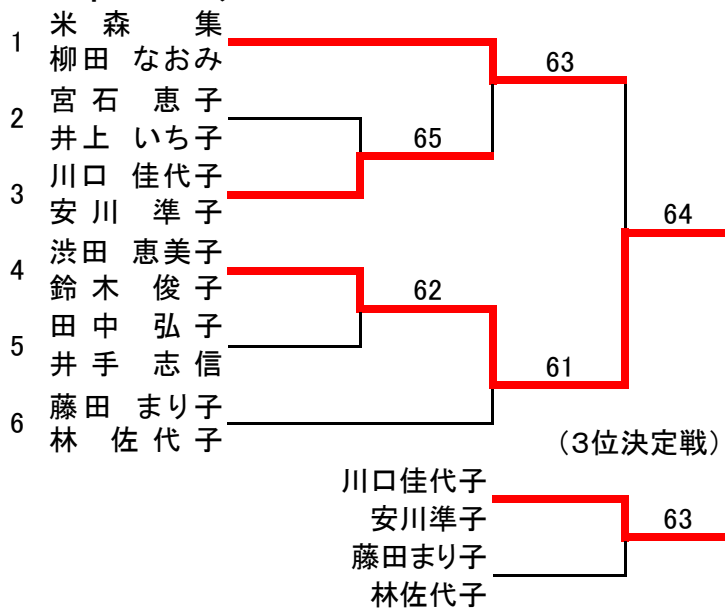 米森 集
1
柳田 なおみ
63
宮石 恵子
2
井上 いち子
65
川口 佳代子
3
安川 準子
64
渋田 恵美子
4
鈴木 俊子
62
田中 弘子
5
井手 志信
61
藤田 まり子
6
林 佐代子
(3位決定戦)
川口佳代子
安川準子
63
藤田まり子
林佐代子